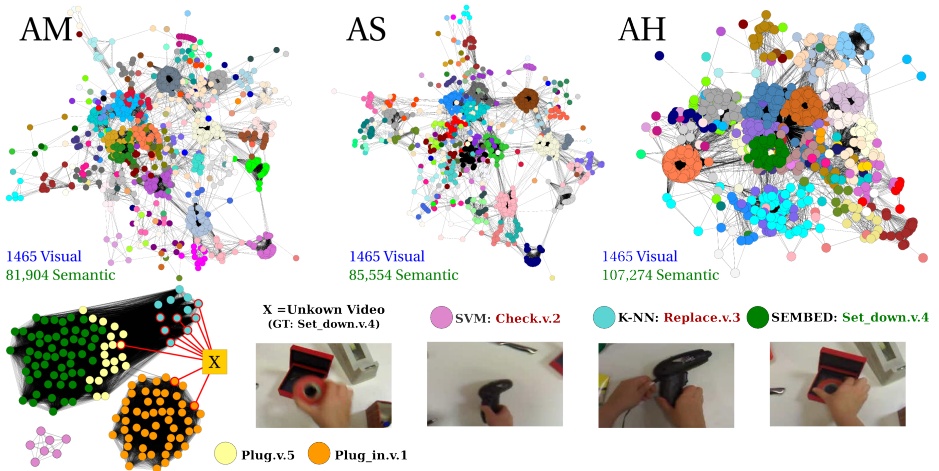 AM
AS
AH
1465 Visual
81,904 Semantic
1465 Visual
85,554 Semantic
1465 Visual
107,274 Semantic
X =Unkown Video
(GT: Set_down.v.4)
SVM: Check.v.2
K-NN: Replace.v.3
SEMBED: Set_down.v.4
X
Plug.v.5
Plug_in.v.1